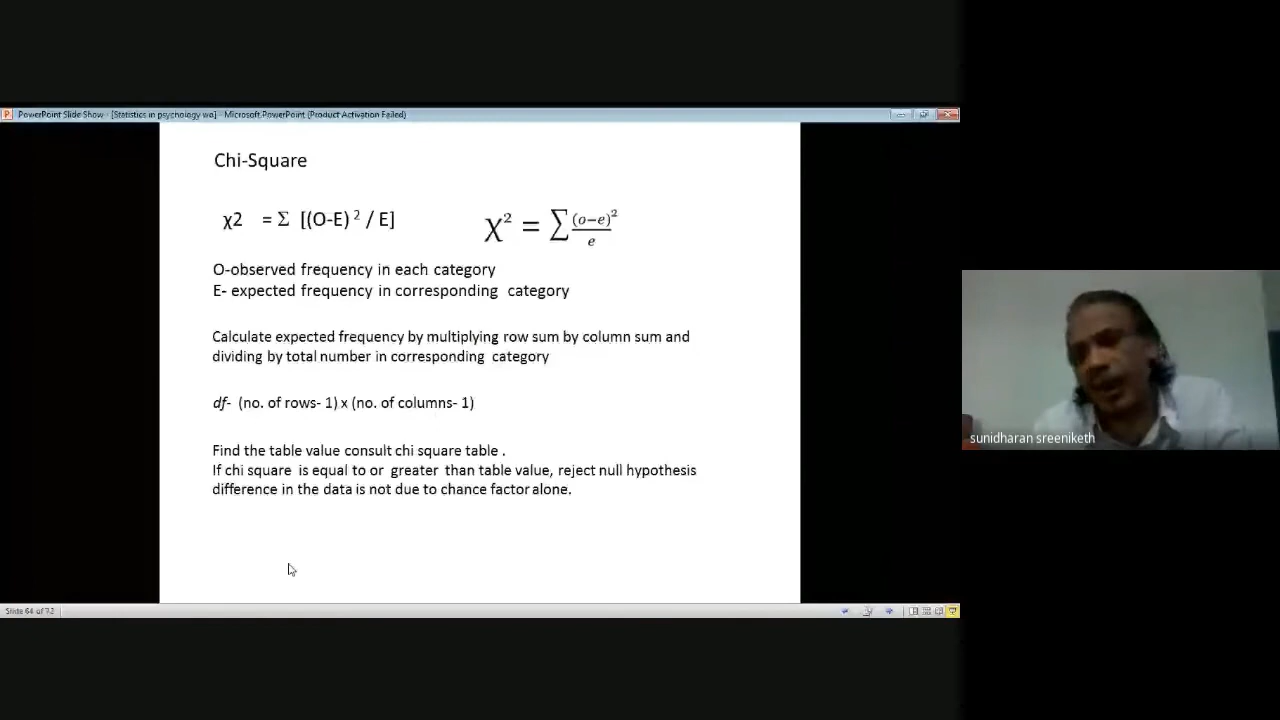 PowerPoint Slide Show - [Statistics in psychology wa] - Microsoft PowerPoint (Product Activation Failed)
Chi-Square
χ2 = Σ [(O-E) ² / E]
χ² = ∑ (o−e)² / e
O-observed frequency in each category
E- expected frequency in corresponding category
Calculate expected frequency by multiplying row sum by column sum and
dividing by total number in corresponding category
df- (no. of rows- 1) x (no. of columns- 1)
Find the table value consult chi square table .
If chi square is equal to or greater than table value, reject null hypothesis
difference in the data is not due to chance factor alone.
sunidharan sreeniketh
Slide 64 of 72